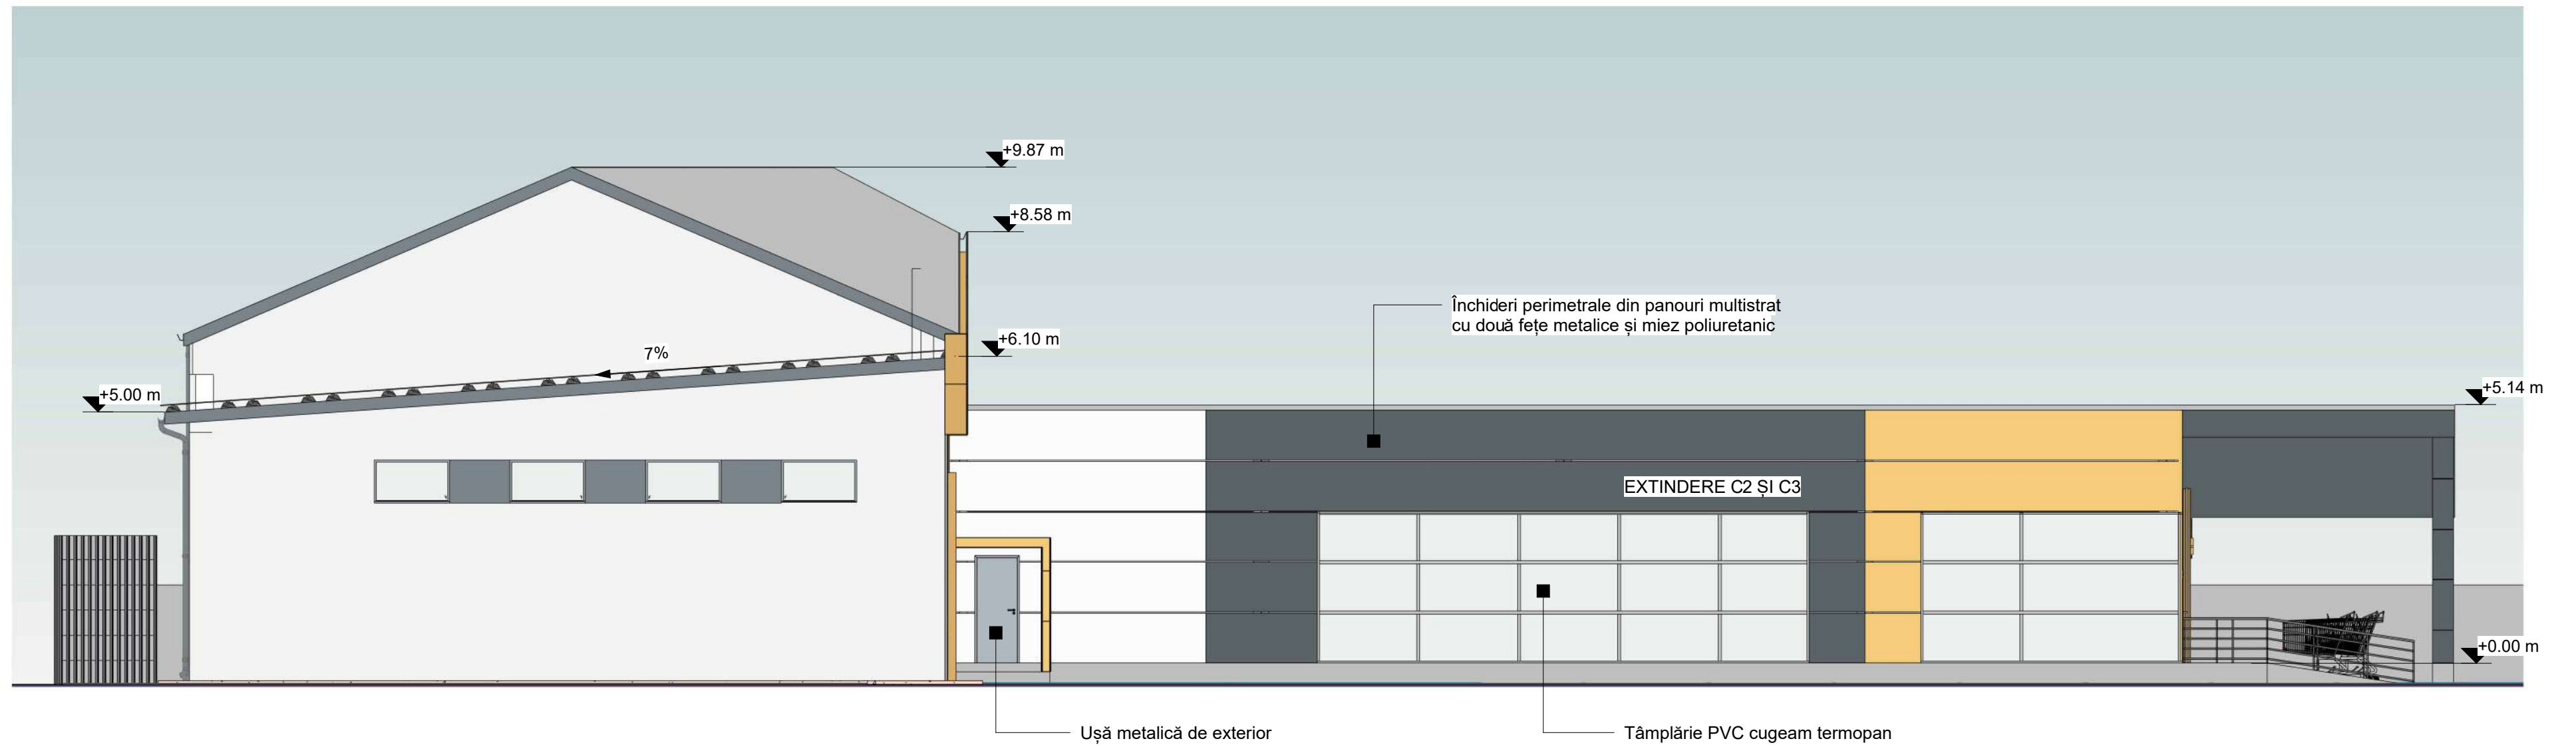 +9.87 m
+8.58 m
Închideri perimetrale din panouri multistrat
cu două fețe metalice și miez poliuretanic
+6.10 m
7%
+5.00 m
+5.14 m
EXTINDERE C2 ȘI C3
+0.00 m
Ușă metalică de exterior
Tâmplărie PVC cugeam termopan